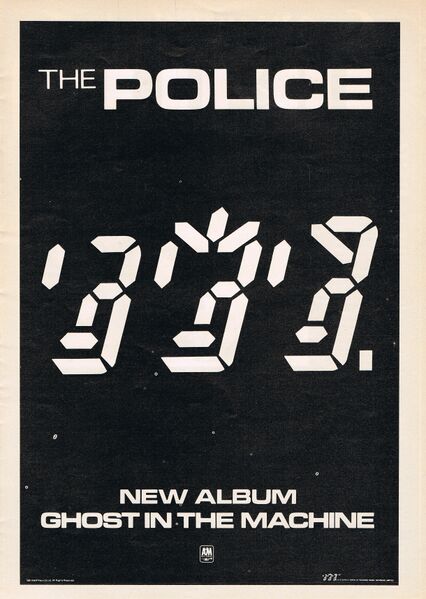 THE POLICE
NEW ALBUM
GHOST IN THE MACHINE
A&M